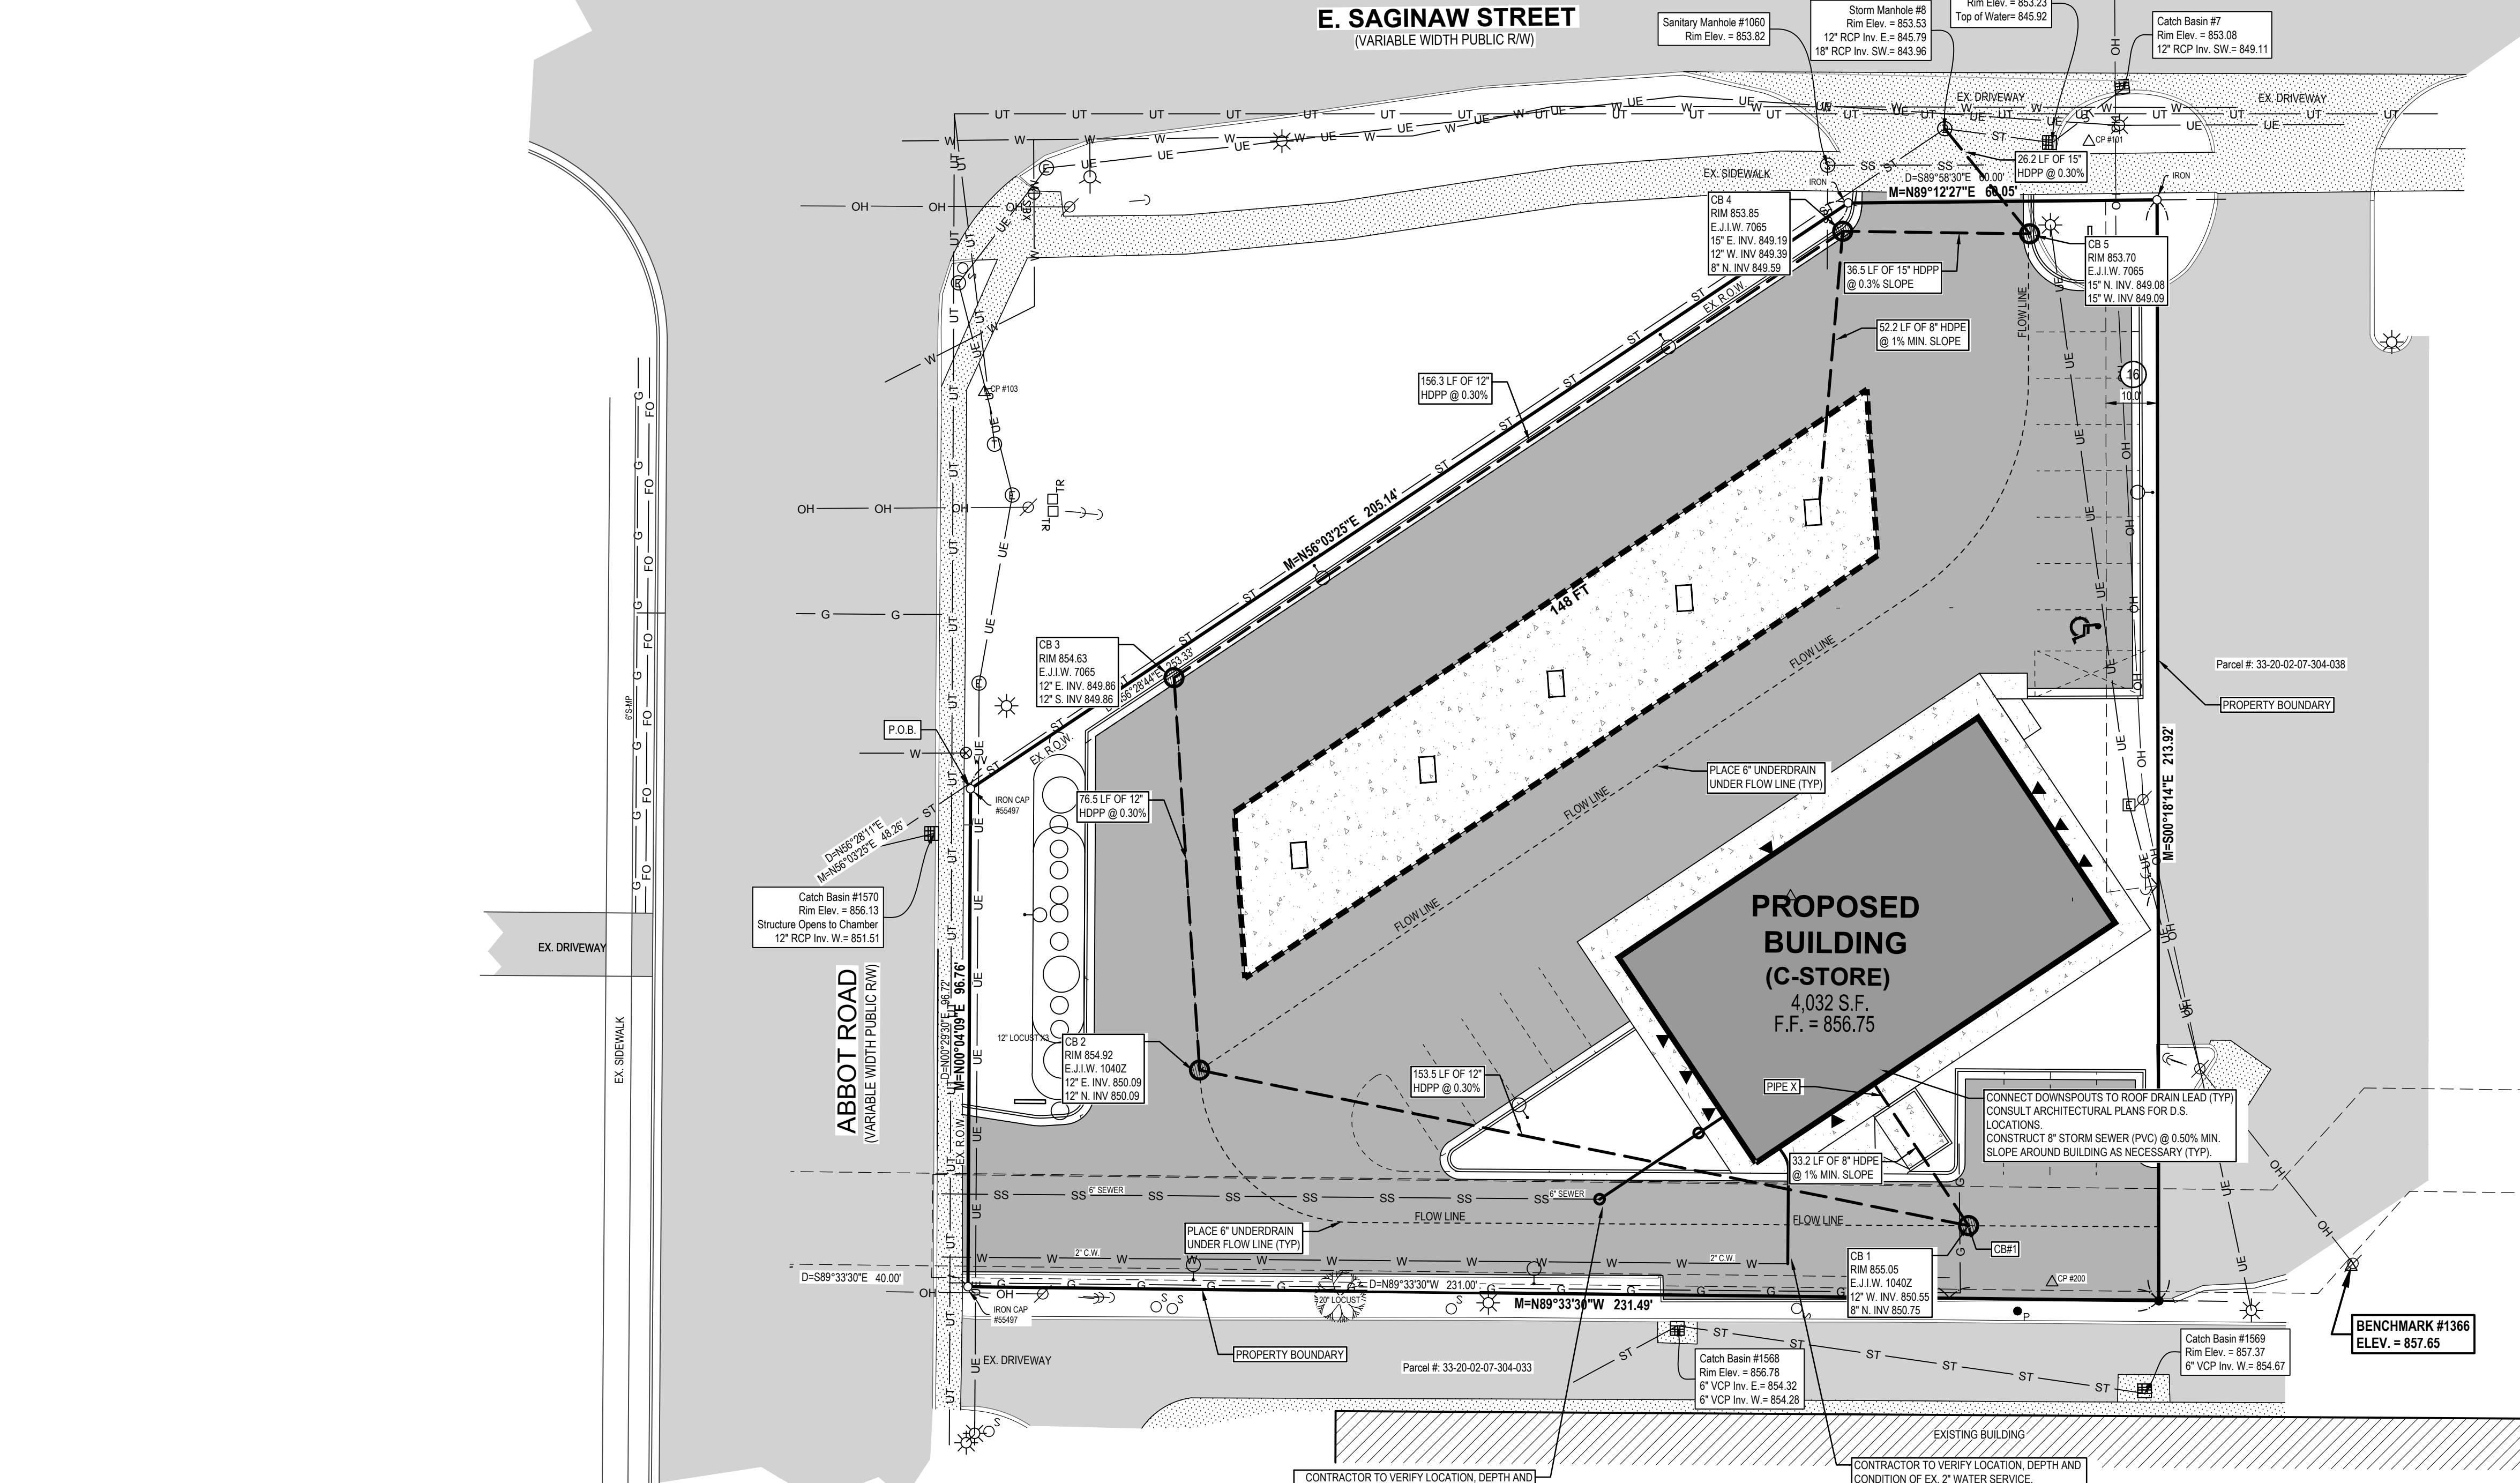 E. SAGINAW STREET
(VARIABLE WIDTH PUBLIC R/W)
Sanitary Manhole #1060
Rim Elev. = 853.82
Storm Manhole #8
Rim Elev. = 853.53
12" RCP Inv. E.= 845.79
18" RCP Inv. SW.= 843.96
Rim Elev. = 853.23
Top of Water= 845.92
Catch Basin #7
Rim Elev. = 853.08
12" RCP Inv. SW.= 849.11
EX. DRIVEWAY
EX. DRIVEWAY
CP #101
26.2 LF OF 15"
HDPP @ 0.30%
EX. SIDEWALK
IRON
D=S89°58'30"E 60.00'
M=N89°12'27"E 60.05'
IRON
CB 4
RIM 853.85
E.J.I.W. 7065
15" E. INV. 849.19
12" W. INV 849.39
8" N. INV 849.59
CB 5
RIM 853.70
E.J.I.W. 7065
15" N. INV. 849.08
15" W. INV 849.09
36.5 LF OF 15" HDPP
@ 0.3% SLOPE
EX. R.O.W.
FLOW LINE
52.2 LF OF 8" HDPE
@ 1% MIN. SLOPE
156.3 LF OF 12"
HDPP @ 0.30%
16
10.0'
CP #103
TR
TR
M=N56°03'25"E 205.14'
148 FT
CB 3
RIM 854.63
E.J.I.W. 7065
12" E. INV. 849.86
12" S. INV. 849.86
FLOW LINE
Parcel #: 33-20-02-07-304-038
PROPERTY BOUNDARY
P.O.B.
EX. R.O.W.
IRON CAP
#55497
76.5 LF OF 12"
HDPP @ 0.30%
PLACE 6" UNDERDRAIN
UNDER FLOW LINE (TYP)
FLOW LINE
M=S00°18'14"E 213.92'
6"S-MP
D=N56°28'11"E
M=N56°03'25"E 48.26'
Catch Basin #1570
Rim Elev. = 856.13
Structure Opens to Chamber
12" RCP Inv. W.= 851.51
FLOW LINE
PROPOSED
BUILDING
(C-STORE)
4,032 S.F.
F.F. = 856.75
EX. DRIVEWAY
EX. SIDEWALK
ABBOT ROAD
(VARIABLE WIDTH PUBLIC R/W)
D=N00°29'30"E 96.72'
M=N00°04'09"E 96.76'
EX. R.O.W.
12" LOCUST X3
CB 2
RIM 854.92
E.J.I.W. 1040Z
12" E. INV. 850.09
12" N. INV 850.09
153.5 LF OF 12"
HDPP @ 0.30%
PIPE X
CONNECT DOWNSPOUTS TO ROOF DRAIN LEAD (TYP)
CONSULT ARCHITECTURAL PLANS FOR D.S.
LOCATIONS.
CONSTRUCT 8" STORM SEWER (PVC) @ 0.50% MIN.
SLOPE AROUND BUILDING AS NECESSARY (TYP).
33.2 LF OF 8" HDPE
@ 1% MIN. SLOPE
6" SEWER
6" SEWER
PLACE 6" UNDERDRAIN
UNDER FLOW LINE (TYP)
FLOW LINE
FLOW LINE
CB#1
2" C.W.
2" C.W.
CB 1
RIM 855.05
E.J.I.W. 1040Z
12" W. INV 850.55
8" N. INV 850.75
D=S89°33'30"E 40.00'
D=N89°33'30"W 231.00'
CP #200
20" LOCUST
M=N89°33'30"W 231.49'
IRON CAP
#55497
P
BENCHMARK #1366
ELEV. = 857.65
EX. DRIVEWAY
PROPERTY BOUNDARY
Parcel #: 33-20-02-07-304-033
Catch Basin #1568
Rim Elev. = 856.78
6" VCP Inv. E.= 854.32
6" VCP Inv. W.= 854.28
Catch Basin #1569
Rim Elev. = 857.37
6" VCP Inv. W.= 854.67
EXISTING BUILDING
CONTRACTOR TO VERIFY LOCATION, DEPTH AND
CONTRACTOR TO VERIFY LOCATION, DEPTH AND
CONDITION OF EX. 2" WATER SERVICE.